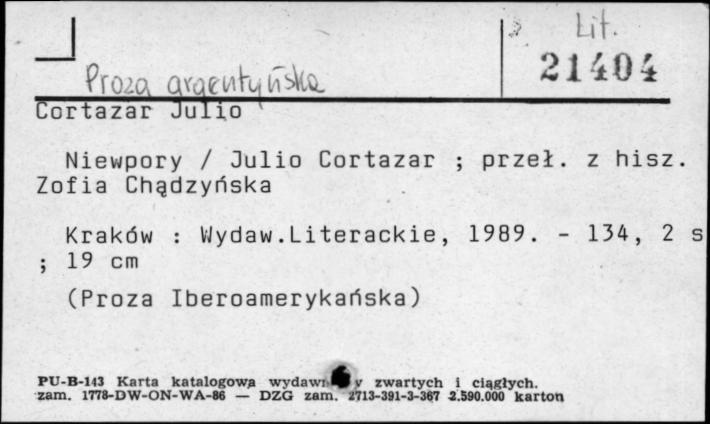 Lit.
21404
Proza argentyńska
Cortazar Julio
Niewpory / Julio Cortazar ; przeł. z hisz.
Zofia Chądzyńska
Kraków : Wydaw.Literackie, 1989. - 134, 2 s
; 19 cm
(Proza Iberoamerykańska)
PU-B-143 Karta katalogowa zwartych i ciągłych.
zam. 1778-DW-ON-WA-86 — DZG zam. 2713-391-3-367 2.590.000 karton